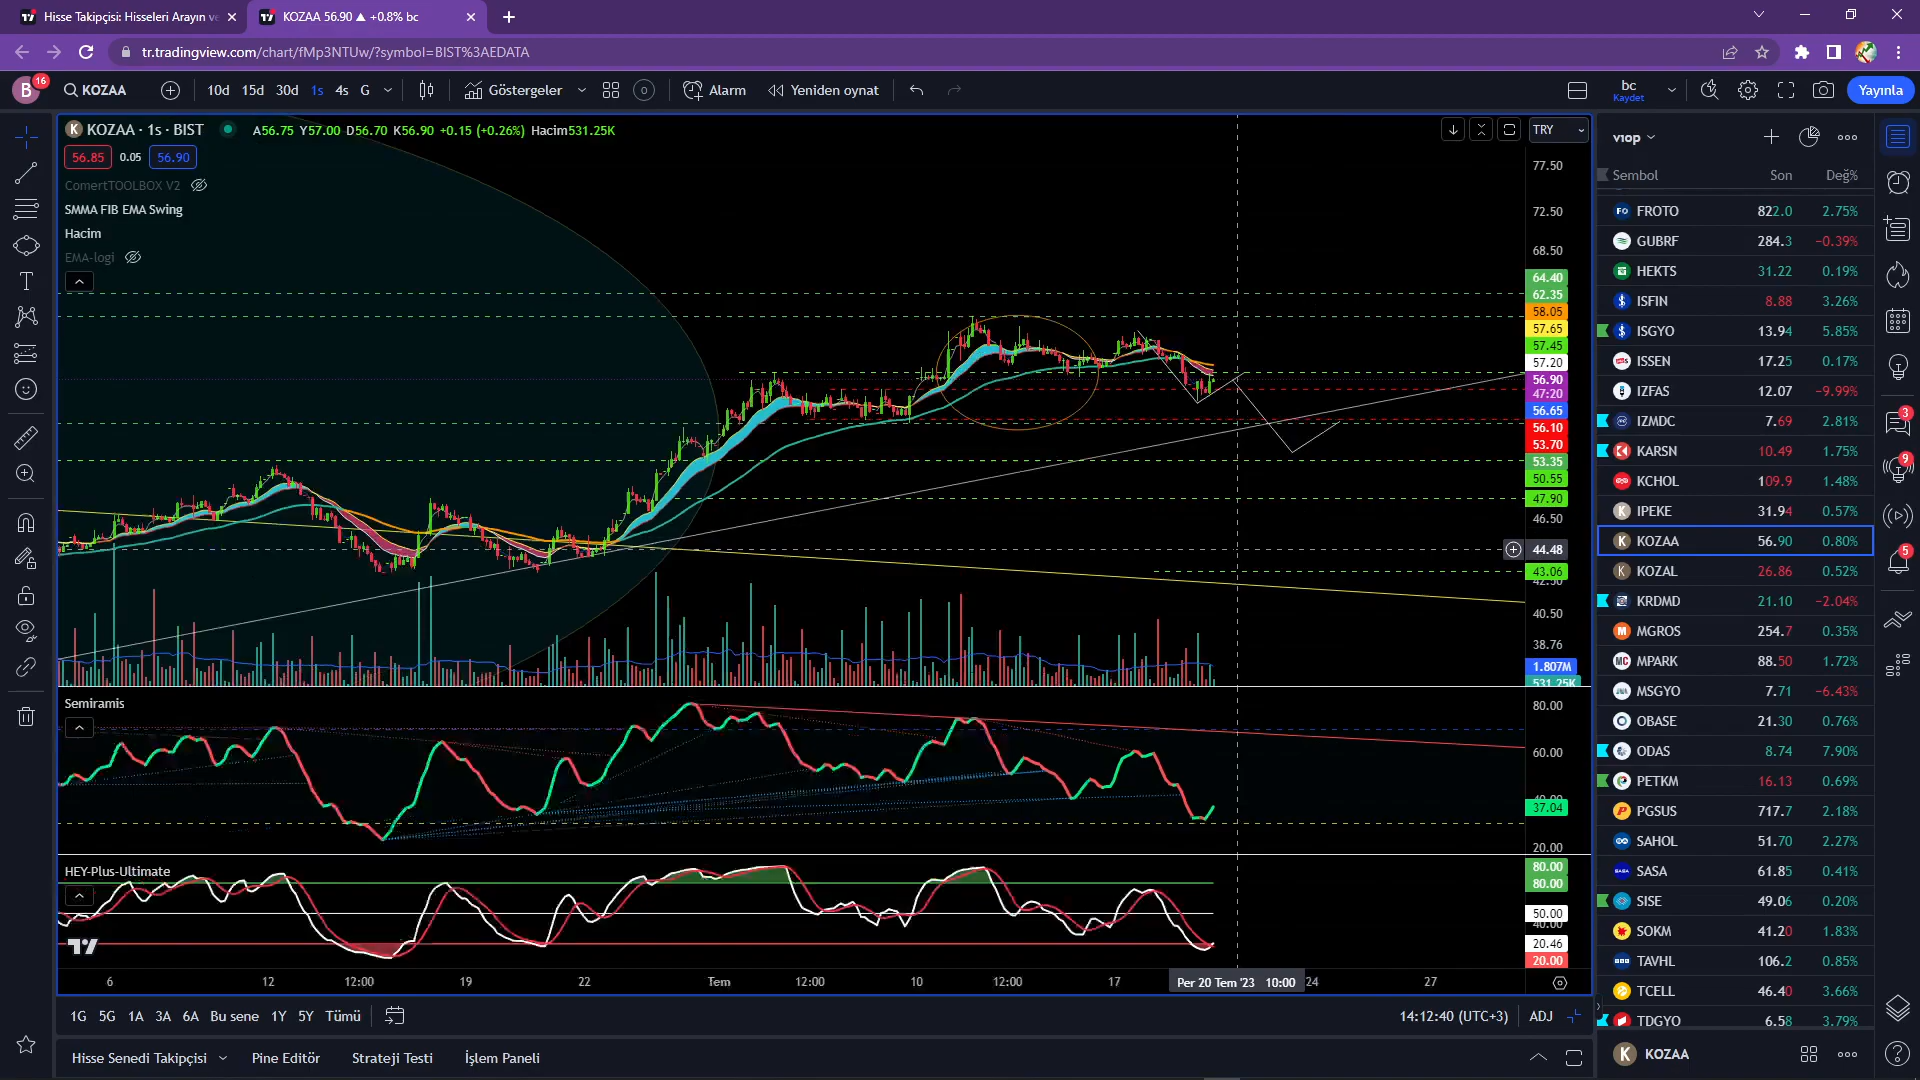 Hisse Takipçisi: Hisseleri Arayın ve
KOZAA 56.90 ▲ +0.8% bc
tr.tradingview.com/chart/fMp3NTUw/?symbol=BIST%3AEDATA
B 16
KOZAA
10d 15d 30d 1s 4s G
Göstergeler
Alarm
Yeniden oynat
bc
Kaydet
Yayınla
K KOZAA · 1s · BIST A56.75 Y57.00 D56.70 K56.90 +0.15 (+0.26%) Hacim531.25K
56.85 0.05 56.90
ComertTOOLBOX V2
SMMA FIB EMA Swing
Hacim
EMA-logi
TRY
77.50
72.50
68.50
64.40
62.35
58.05
57.65
57.45
57.20
56.90
47:20
56.65
56.10
53.70
53.35
50.55
47.90
46.50
44.48
43.06
42.50
40.50
38.76
1.807M
531.25K
Semiramis
80.00
60.00
40.00
37.04
20.00
HEY-Plus-Ultimate
80.00
80.00
50.00
40.00
20.46
20.00
6 12 12:00 19 22 Tem 12:00 10 12:00 17 Per 20 Tem '23 10:00 24 27
1G 5G 1A 3A 6A Bu sene 1Y 5Y Tümü
14:12:40 (UTC+3) ADJ
Hisse Senedi Takipçisi Pine Editör Strateji Testi İşlem Paneli
vıop
Sembol Son Değ%
FROTO 822.0 2.75%
GUBRF 284.3 −0.39%
HEKTS 31.22 0.19%
ISFIN 8.88 3.26%
ISGYO 13.94 5.85%
ISSEN 17.25 0.17%
IZFAS 12.07 −9.99%
IZMDC 7.69 2.81%
KARSN 10.49 1.75%
KCHOL 109.9 1.48%
IPEKE 31.94 0.57%
KOZAA 56.90 0.80%
KOZAL 26.86 0.52%
KRDMD 21.10 −2.04%
MGROS 254.7 0.35%
MPARK 88.50 1.72%
MSGYO 7.71 −6.43%
OBASE 21.30 0.76%
ODAS 8.74 7.90%
PETKM 16.13 0.69%
PGSUS 717.7 2.18%
SAHOL 51.70 2.27%
SASA 61.85 0.41%
SISE 49.06 0.20%
SOKM 41.20 1.83%
TAVHL 106.2 0.85%
TCELL 46.40 3.66%
TDGYO 6.58 3.79%
K KOZAA
3
9
5